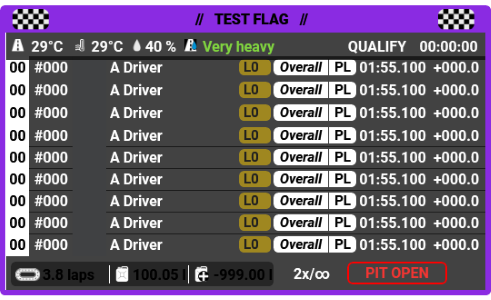 // TEST FLAG //
29°C 29°C 40 % Very heavy QUALIFY 00:00:00
00 #000 A Driver L0 Overall PL 01:55.100 +000.0
00 #000 A Driver L0 Overall PL 01:55.100 +000.0
00 #000 A Driver L0 Overall PL 01:55.100 +000.0
00 #000 A Driver L0 Overall PL 01:55.100 +000.0
00 #000 A Driver L0 Overall PL 01:55.100 +000.0
00 #000 A Driver L0 Overall PL 01:55.100 +000.0
00 #000 A Driver L0 Overall PL 01:55.100 +000.0
00 #000 A Driver L0 Overall PL 01:55.100 +000.0
00 #000 A Driver L0 Overall PL 01:55.100 +000.0
3.8 laps 100.05 l -999.00 l 2x/∞ PIT OPEN